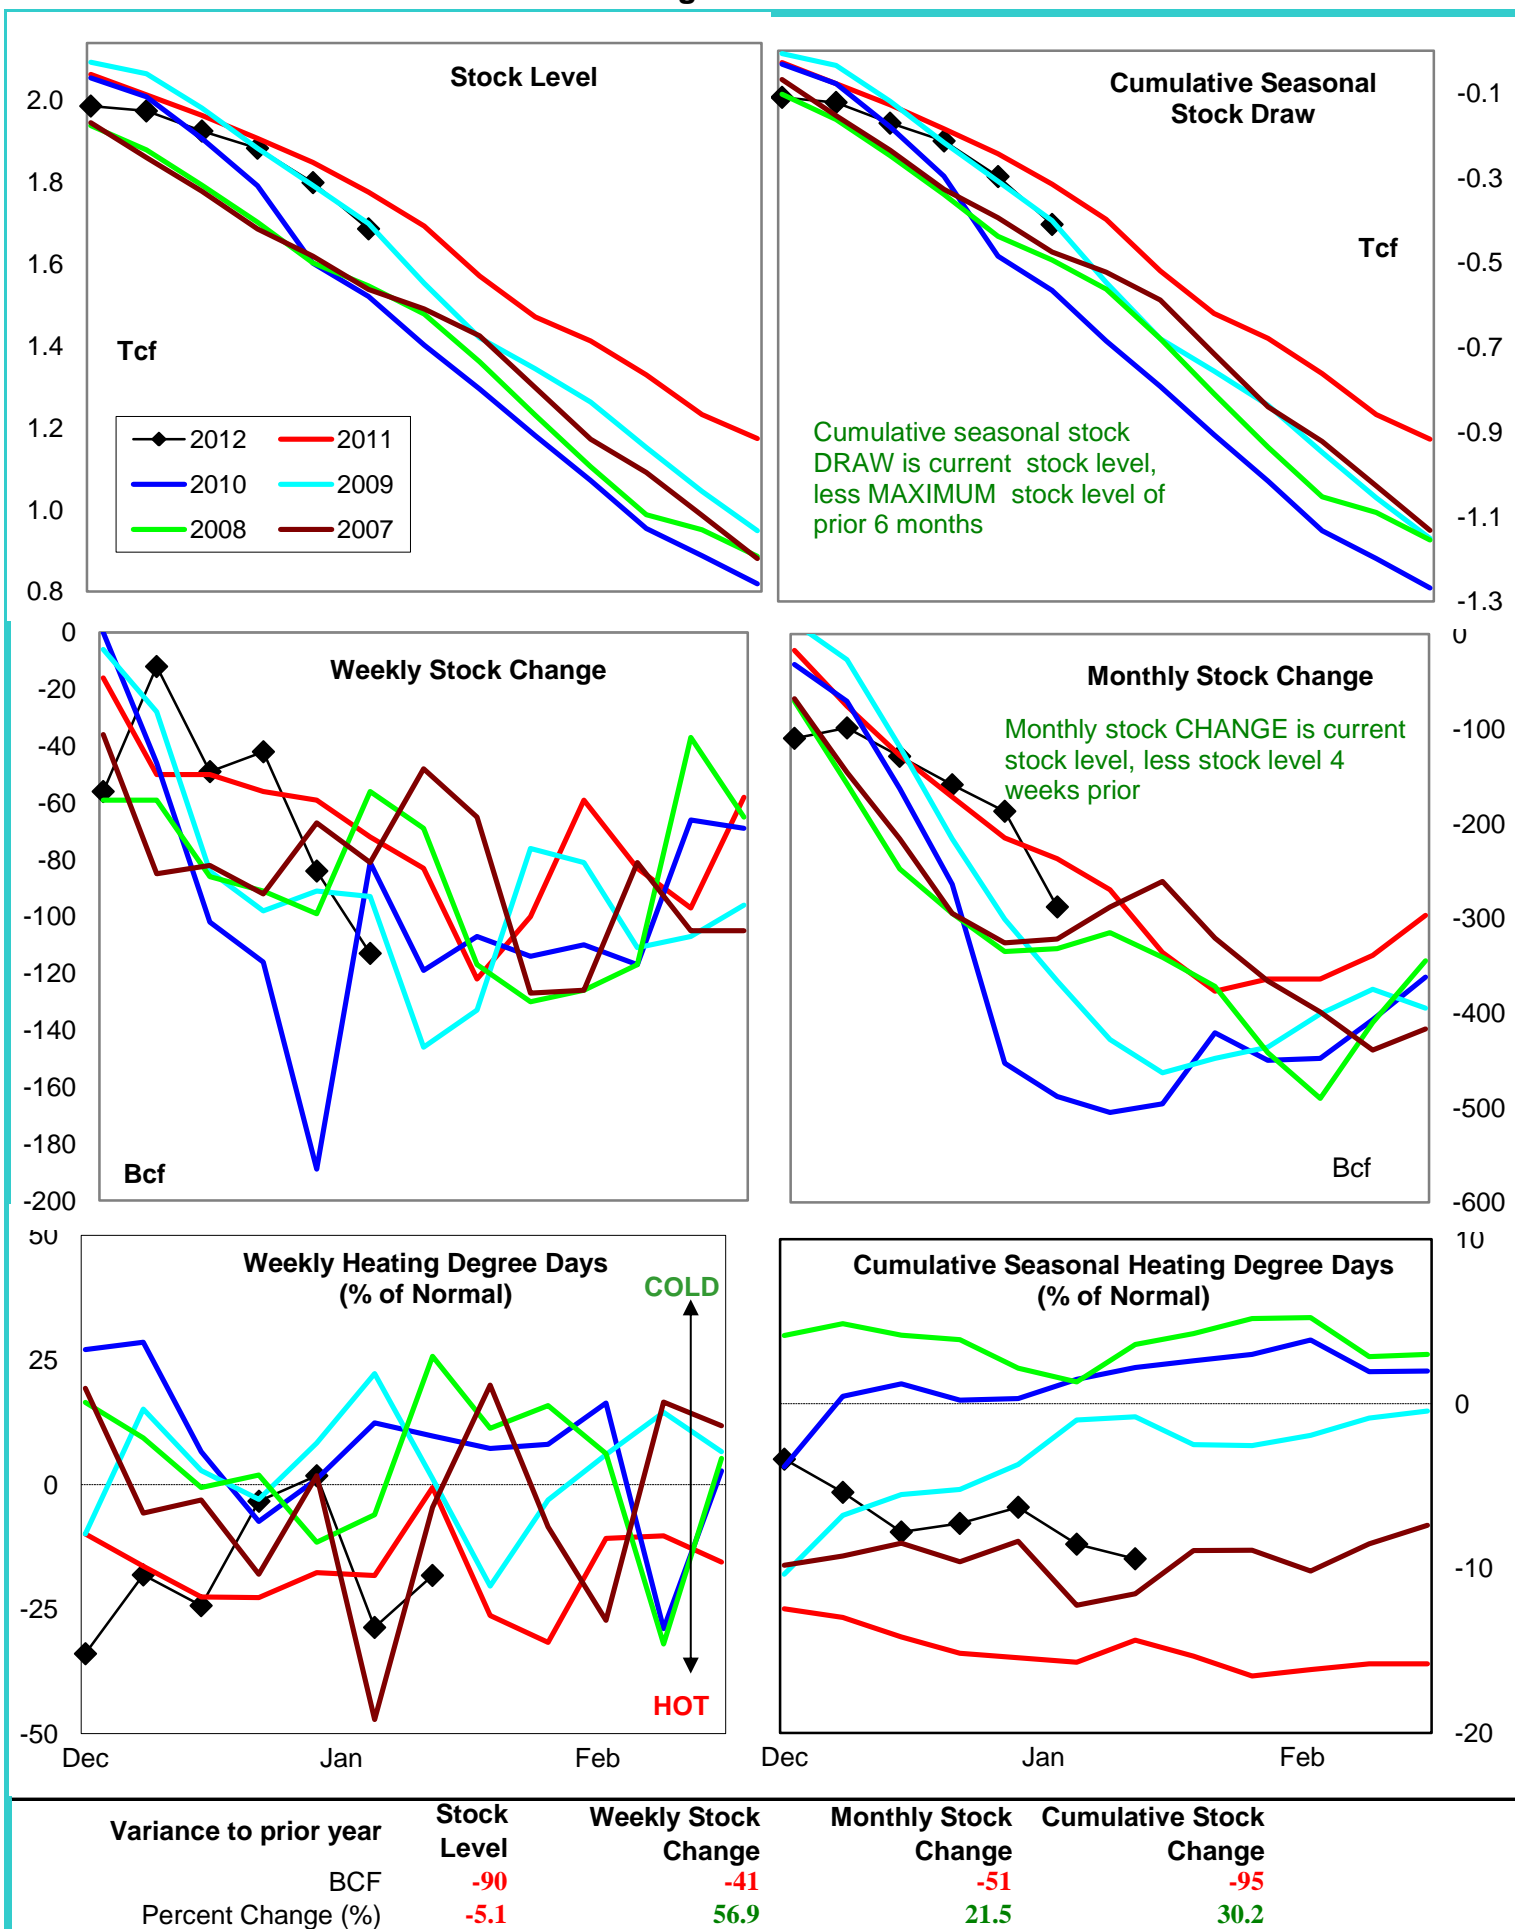 Stock Level
2.0
1.8
1.6
1.4
1.2
1.0
0.8
Tcf
2012
2011
2010
2009
2008
2007
Cumulative Seasonal
Stock Draw
Tcf
-0.1
-0.3
-0.5
-0.7
-0.9
-1.1
-1.3
Cumulative seasonal stock
DRAW is current stock level,
less MAXIMUM stock level of
prior 6 months
Weekly Stock Change
0
-20
-40
-60
-80
-100
-120
-140
-160
-180
-200
Bcf
Monthly Stock Change
Monthly stock CHANGE is current
stock level, less stock level 4
weeks prior
0
-100
-200
-300
-400
-500
-600
Bcf
Weekly Heating Degree Days
(% of Normal)
COLD
HOT
50
25
0
-25
-50
Dec
Jan
Feb
Cumulative Seasonal Heating Degree Days
(% of Normal)
10
0
-10
-20
Dec
Jan
Feb
Variance to prior year
Stock
Level
Weekly Stock
Change
Monthly Stock
Change
Cumulative Stock
Change
BCF -90 -41 -51 -95
Percent Change (%) -5.1 56.9 21.5 30.2